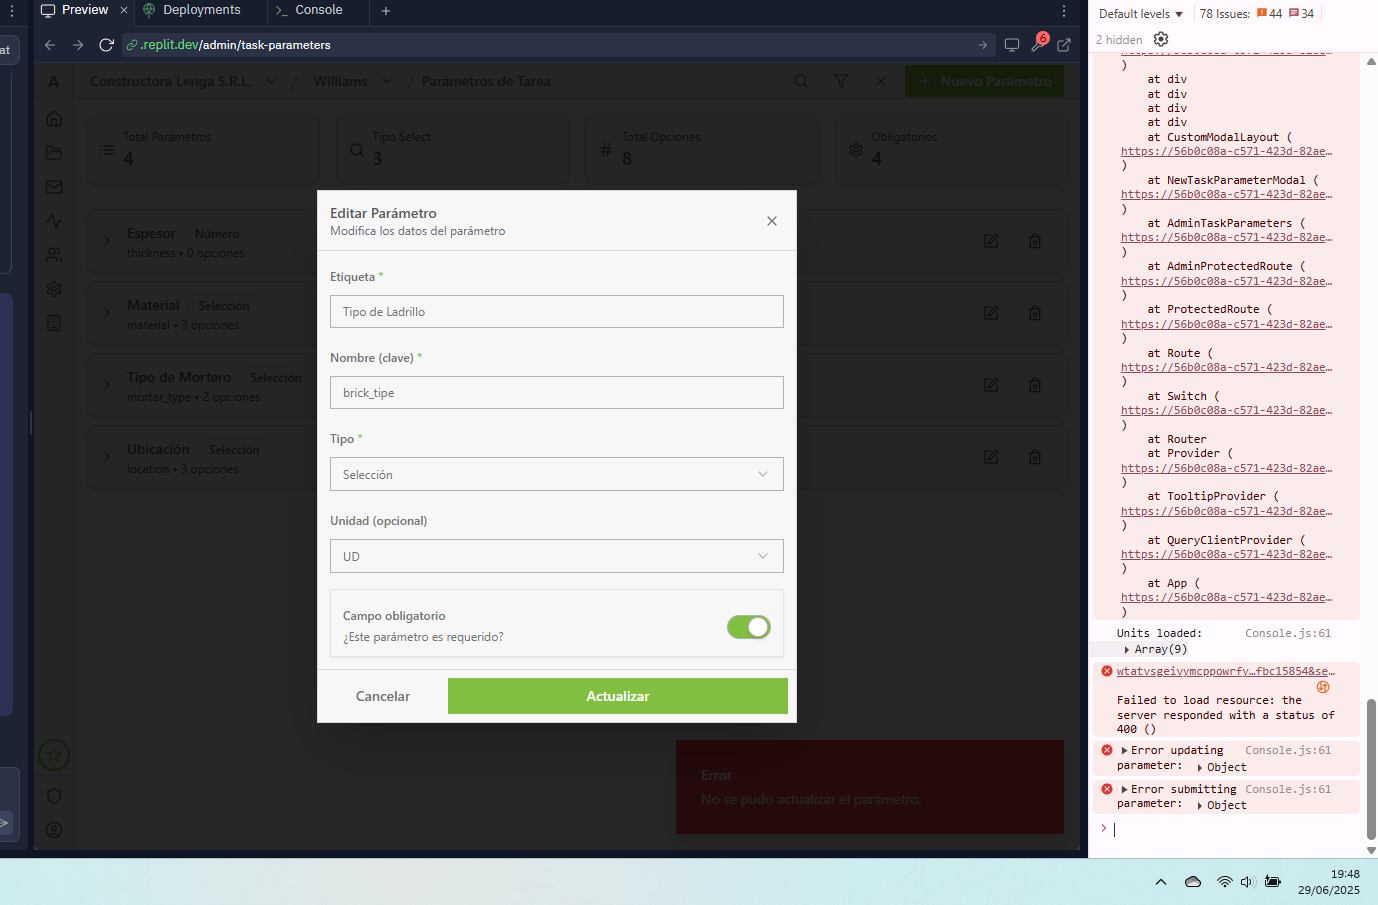 Preview
Deployments
Console
at
.replit.dev/admin/task-parameters
6
A
Constructora Lenga S.R.L.
/
Williams
/
Parámetros de Tarea
+ Nuevo Parámetro
Total Parámetros
4
Tipo Select
3
Total Opciones
8
Obligatorios
4
Espesor Número
thickness • 0 opciones
Material Selección
material • 3 opciones
Tipo de Mortero Selección
mortar_type • 2 opciones
Ubicación Selección
location • 3 opciones
Editar Parámetro
Modifica los datos del parámetro
Etiqueta *
Tipo de Ladrillo
Nombre (clave) *
brick_tipe
Tipo *
Selección
Unidad (opcional)
UD
Campo obligatorio
¿Este parámetro es requerido?
Cancelar
Actualizar
Error
No se pudo actualizar el parámetro.
Default levels
78 Issues: 44 34
2 hidden
)
at div
at div
at div
at div
at CustomModalLayout (
https://56b0c08a-c571-423d-82ae…
)
at NewTaskParameterModal (
https://56b0c08a-c571-423d-82ae…
)
at AdminTaskParameters (
https://56b0c08a-c571-423d-82ae…
)
at AdminProtectedRoute (
https://56b0c08a-c571-423d-82ae…
)
at ProtectedRoute (
https://56b0c08a-c571-423d-82ae…
)
at Route (
https://56b0c08a-c571-423d-82ae…
)
at Switch (
https://56b0c08a-c571-423d-82ae…
)
at Router
at Provider (
https://56b0c08a-c571-423d-82ae…
)
at TooltipProvider (
https://56b0c08a-c571-423d-82ae…
)
at QueryClientProvider (
https://56b0c08a-c571-423d-82ae…
)
at App (
https://56b0c08a-c571-423d-82ae…
)
Units loaded: Console.js:61
Array(9)
wtatvsgeivymcppowrfy…fbc15854&se…
Failed to load resource: the
server responded with a status of
400 ()
Error updating Console.js:61
parameter: Object
Error submitting Console.js:61
parameter: Object
19:48
29/06/2025